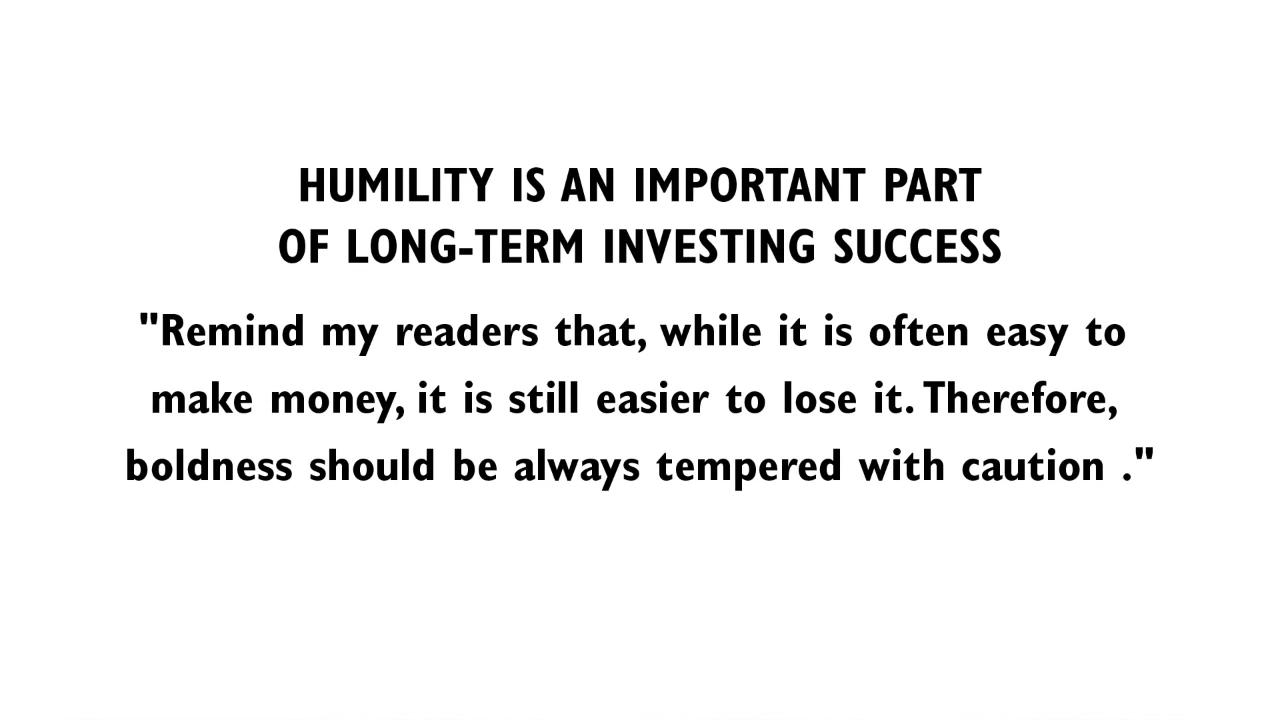 HUMILITY IS AN IMPORTANT PART
OF LONG-TERM INVESTING SUCCESS
"Remind my readers that, while it is often easy to
make money, it is still easier to lose it. Therefore,
boldness should be always tempered with caution ."